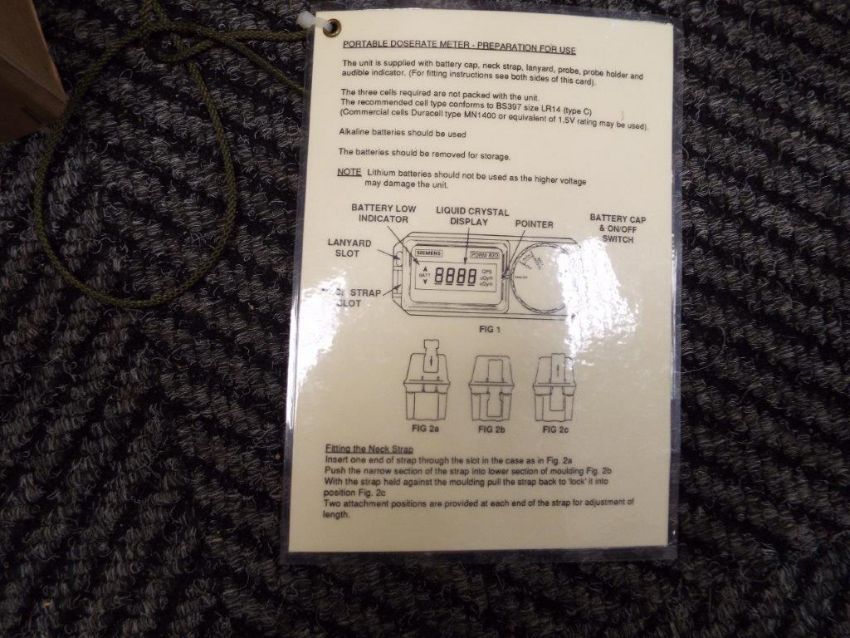 PORTABLE DOSERATE METER - PREPARATION FOR USE
The unit is supplied with battery cap, neck strap, lanyard, probe, probe holder and
audible indicator. (For fitting instructions see both sides of this card).
The three cells required are not packed with the unit.
The recommended cell type conforms to BS397 size LR14 (type C)
(Commercial cells Duracell type MN1400 or equivalent of 1.5V rating may be used).
Alkaline batteries should be used
The batteries should be removed for storage.
NOTE Lithium batteries should not be used as the higher voltage
may damage the unit.
BATTERY LOW
INDICATOR
LIQUID CRYSTAL
DISPLAY
POINTER
BATTERY CAP
& ON/OFF
SWITCH
LANYARD
SLOT
STRAP
SLOT
SIEMENS
BATT
8888
CPS
FIG 1
FIG 2a
FIG 2b
FIG 2c
Fitting the Neck Strap
Insert one end of strap through the slot in the case as in Fig. 2a
Push the narrow section of the strap into lower section of moulding Fig. 2b
With the strap held against the moulding pull the strap back to 'lock' it into
position Fig. 2c
Two attachment positions are provided at each end of the strap for adjustment of
length.